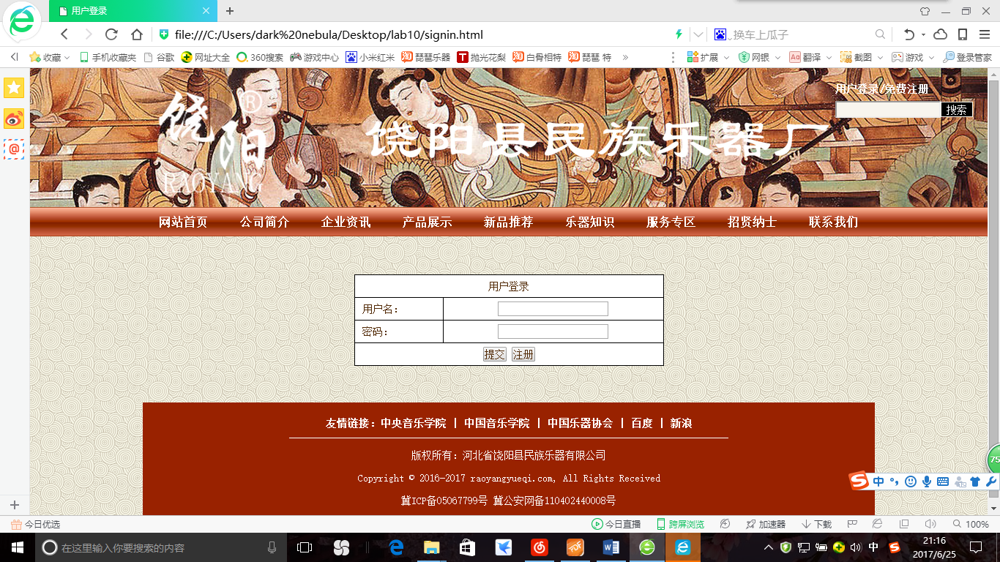 用户登录
file:///C:/Users/dark%20nebula/Desktop/lab10/signin.html
换车上瓜子
收藏 手机收藏夹 谷歌 网址大全 360搜索 游戏中心 小米红米 琵琶乐器 抛光花梨 白骨相特 琵琶 特 » 扩展 网银 翻译 截图 游戏 登录管家
用户登录/免费注册
搜索
饶阳®
RAOYANG
饶阳县民族乐器厂
网站首页 公司简介 企业资讯 产品展示 新品推荐 乐器知识 服务专区 招贤纳士 联系我们
用户登录
用户名：
密码：
提交 注册
友情链接：中央音乐学院 | 中国音乐学院 | 中国乐器协会 | 百度 | 新浪
版权所有：河北省饶阳县民族乐器有限公司
Copyright © 2016-2017 raoyangyueqi.com, All Rights Received
冀ICP备05067799号 冀公安网备110402440008号
75
中
今日优选 今日直播 跨屏浏览 加速器 下载 100%
在这里输入你要搜索的内容
中
21:16
2017/6/25